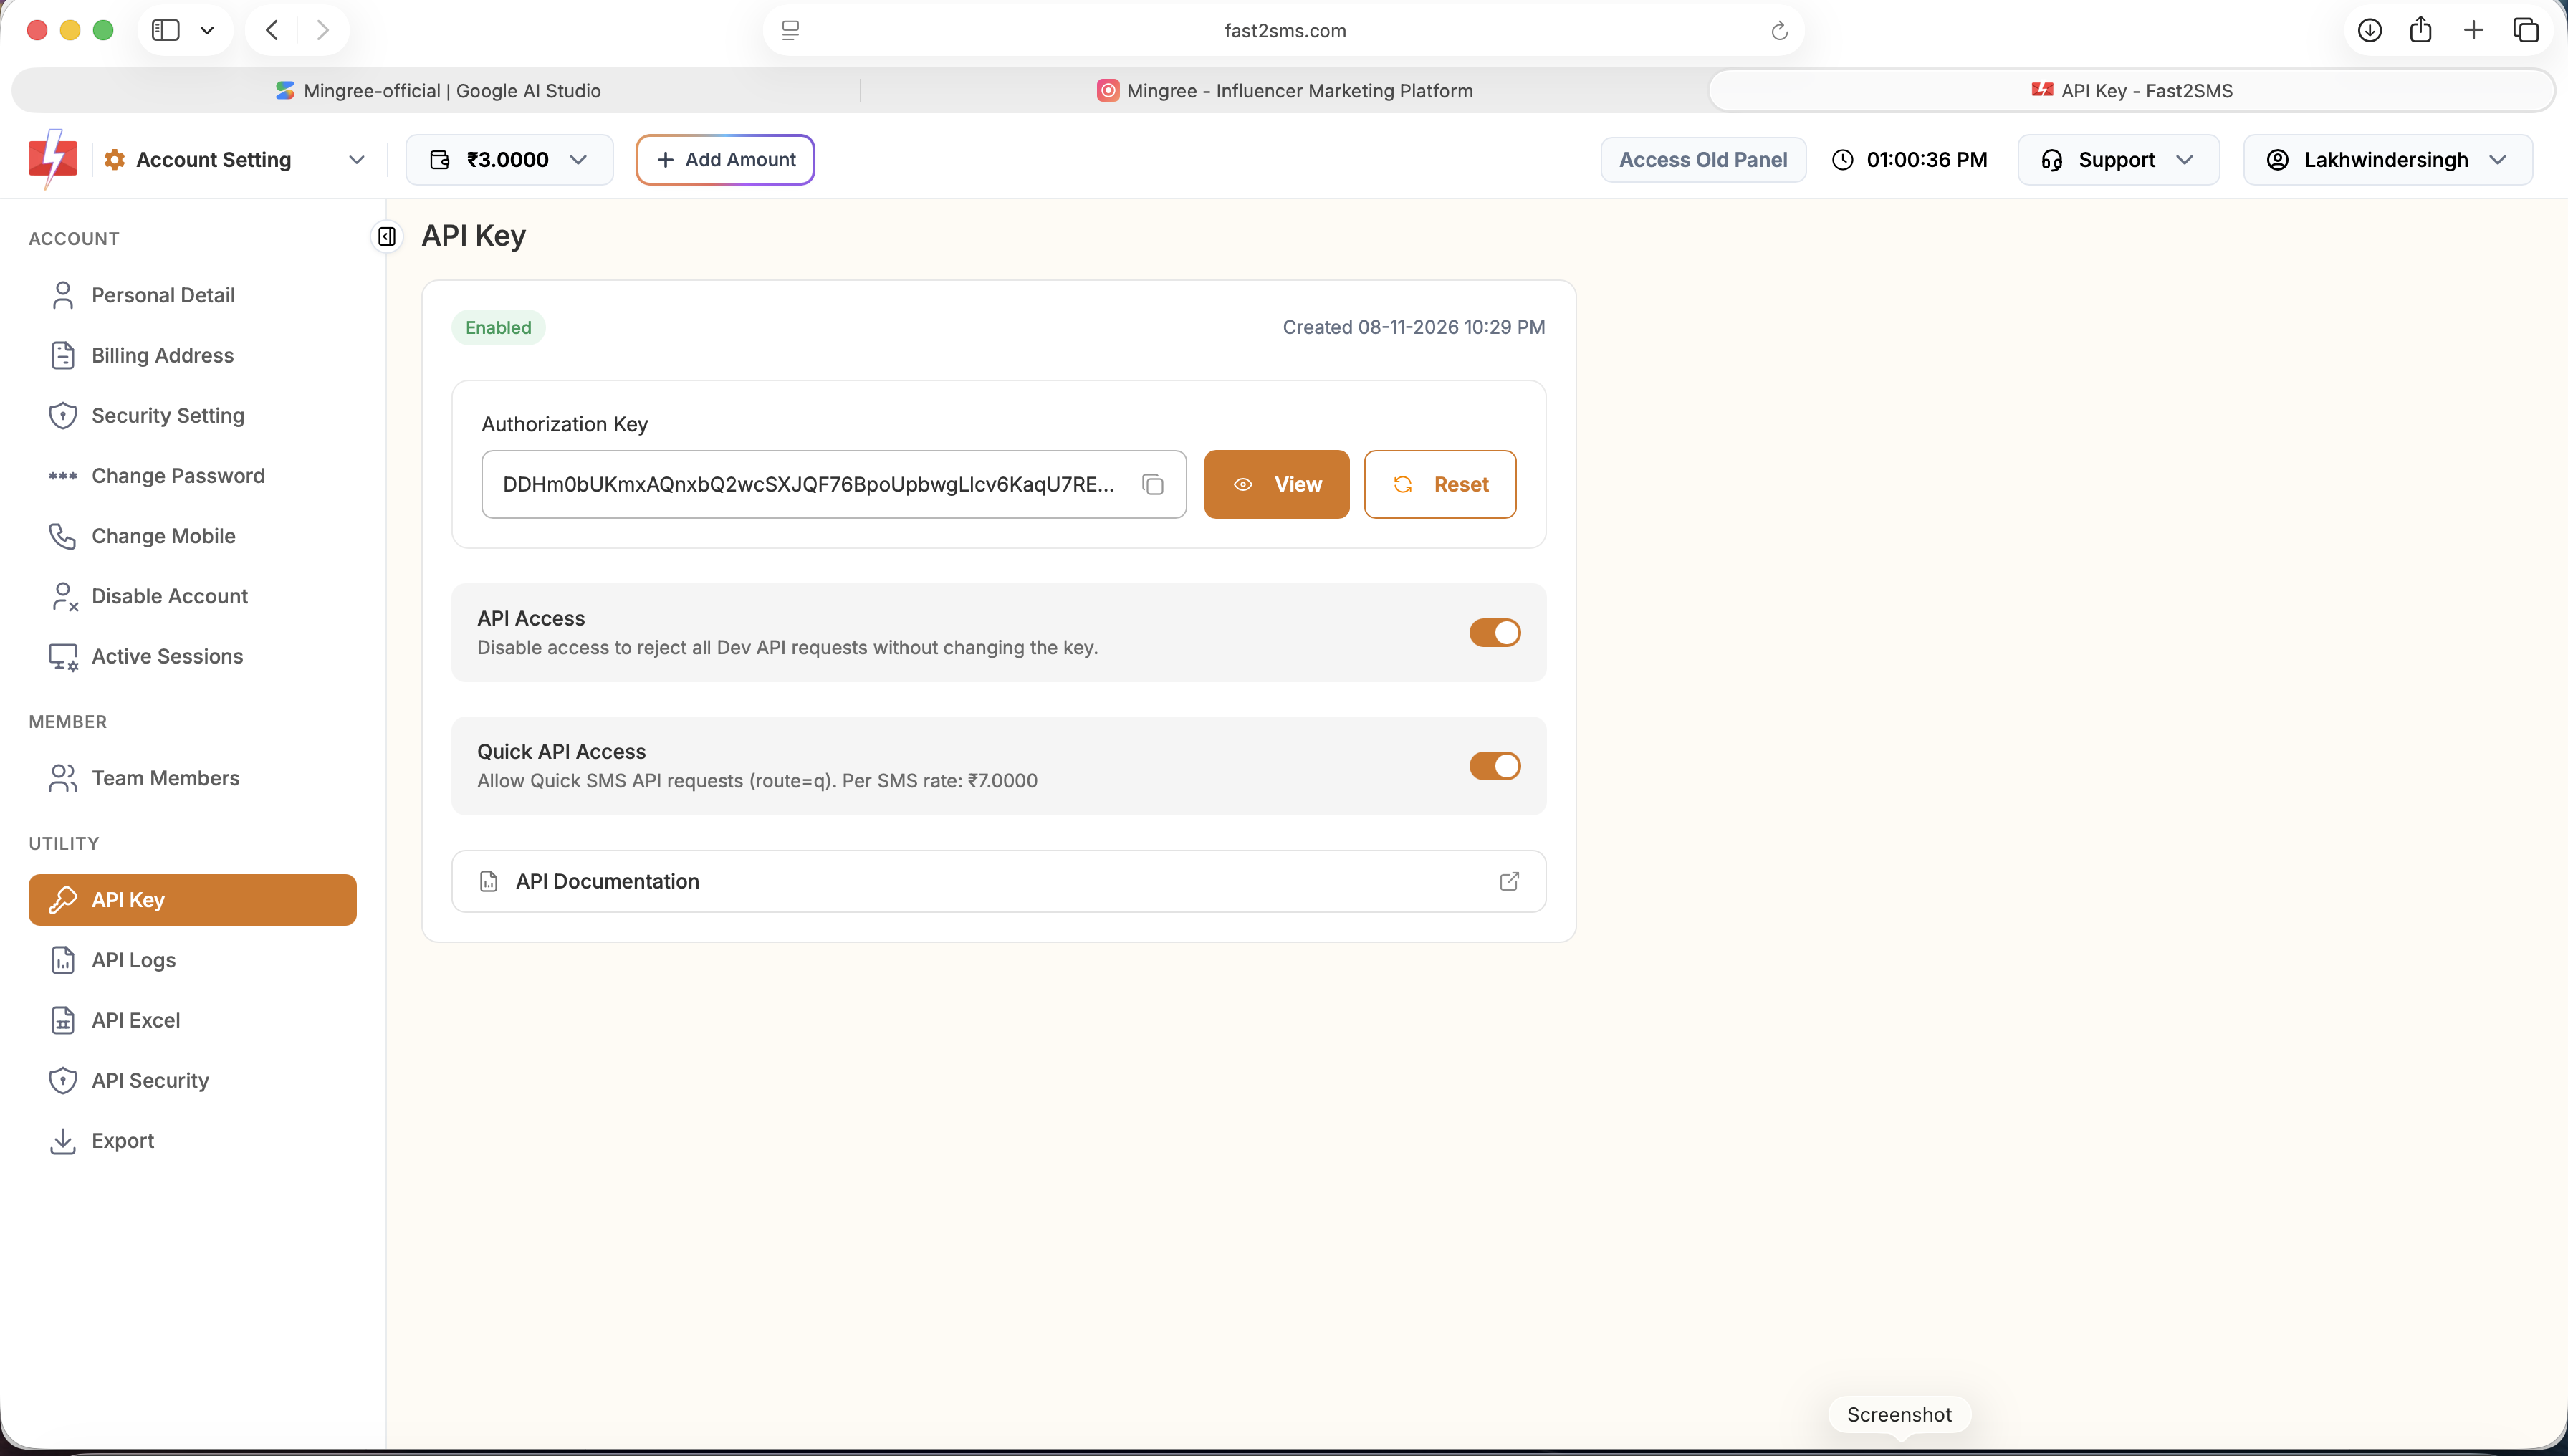 fast2sms.com
Mingree-official | Google AI Studio
Mingree - Influencer Marketing Platform
API Key - Fast2SMS
Account Setting
₹3.0000
+ Add Amount
Access Old Panel
01:00:36 PM
Support
Lakhwindersingh
ACCOUNT
Personal Detail
Billing Address
Security Setting
*** Change Password
Change Mobile
Disable Account
Active Sessions
MEMBER
Team Members
UTILITY
API Key
API Logs
API Excel
API Security
Export
API Key
Enabled
Created 08-11-2026 10:29 PM
Authorization Key
DDHm0bUKmxAQnxbQ2wcSXJQF76BpoUpbwgLlcv6KaqU7RE...
View
Reset
API Access
Disable access to reject all Dev API requests without changing the key.
Quick API Access
Allow Quick SMS API requests (route=q). Per SMS rate: ₹7.0000
API Documentation
Screenshot